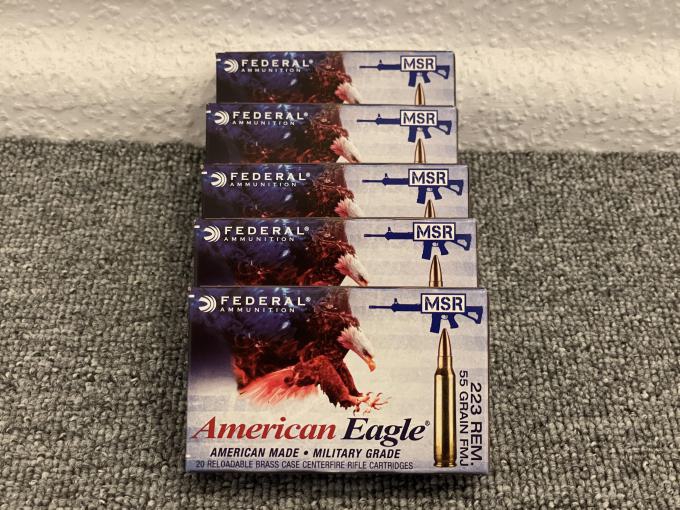 FEDERAL®
AMMUNITION
MSR
FEDERAL®
AMMUNITION
MSR
FEDERAL®
AMMUNITION
MSR
FEDERAL®
AMMUNITION
MSR
FEDERAL®
AMMUNITION
MSR
223 REM.
55 GRAIN FMJ
American Eagle®
AMERICAN MADE • MILITARY GRADE
20 RELOADABLE BRASS CASE CENTERFIRE RIFLE CARTRIDGES